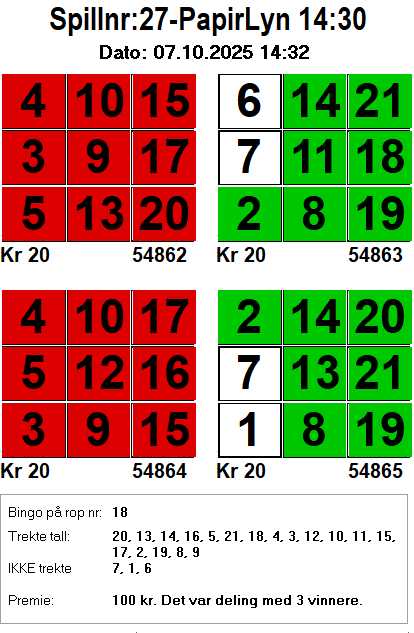 Spillnr:27-PapirLyn 14:30
Dato: 07.10.2025 14:32
4 10 15 6 14 21
3 9 17 7 11 18
5 13 20 2 8 19
Kr 20 54862 Kr 20 54863
4 10 17 2 14 20
5 12 16 7 13 21
3 9 15 1 8 19
Kr 20 54864 Kr 20 54865
Bingo på rop nr: 18
Trekte tall: 20, 13, 14, 16, 5, 21, 18, 4, 3, 12, 10, 11, 15,
17, 2, 19, 8, 9
IKKE trekte 7, 1, 6
Premie: 100 kr. Det var deling med 3 vinnere.